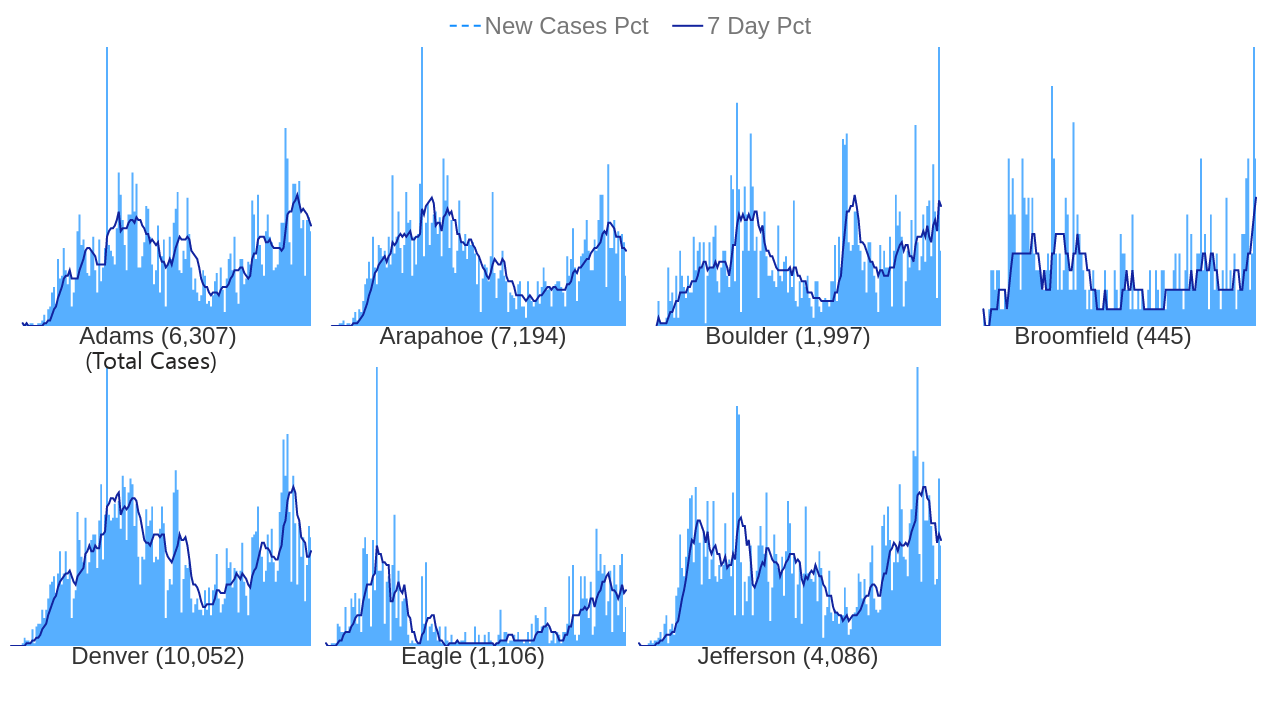 New Cases Pct 7 Day Pct
Adams (6,307) Arapahoe (7,194) Boulder (1,997) Broomfield (445)
(Total Cases)
Denver (10,052) Eagle (1,106) Jefferson (4,086)